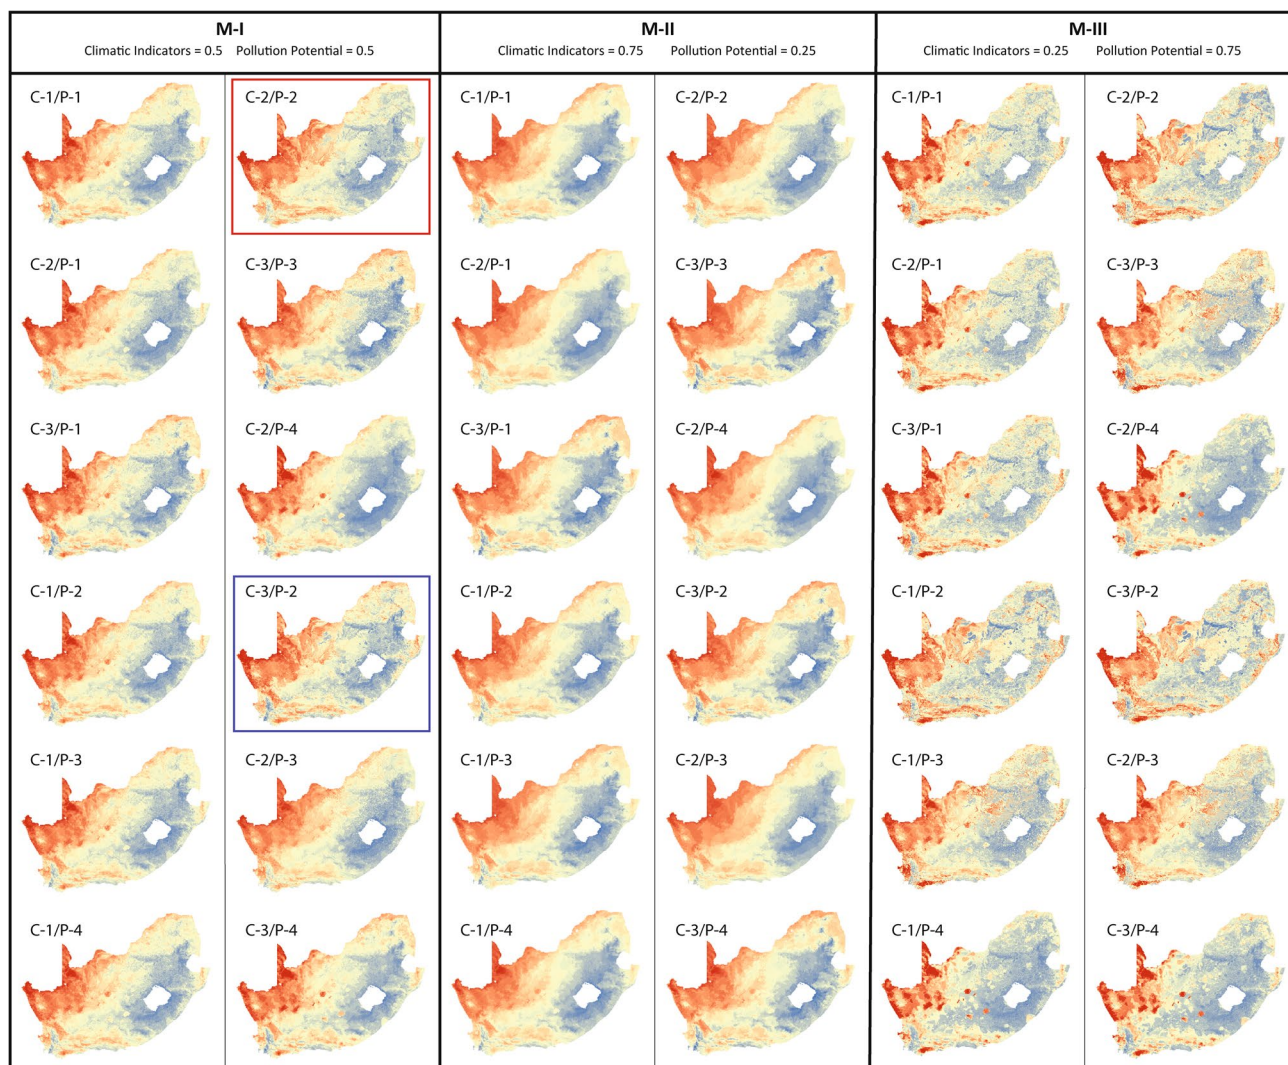 M-I
Climatic Indicators = 0.5 Pollution Potential = 0.5
M-II
Climatic Indicators = 0.75 Pollution Potential = 0.25
M-III
Climatic Indicators = 0.25 Pollution Potential = 0.75
C-1/P-1 C-2/P-2 C-1/P-1 C-2/P-2 C-1/P-1 C-2/P-2
C-2/P-1 C-3/P-3 C-2/P-1 C-3/P-3 C-2/P-1 C-3/P-3
C-3/P-1 C-2/P-4 C-3/P-1 C-2/P-4 C-3/P-1 C-2/P-4
C-1/P-2 C-3/P-2 C-1/P-2 C-3/P-2 C-1/P-2 C-3/P-2
C-1/P-3 C-2/P-3 C-1/P-3 C-2/P-3 C-1/P-3 C-2/P-3
C-1/P-4 C-3/P-4 C-1/P-4 C-3/P-4 C-1/P-4 C-3/P-4